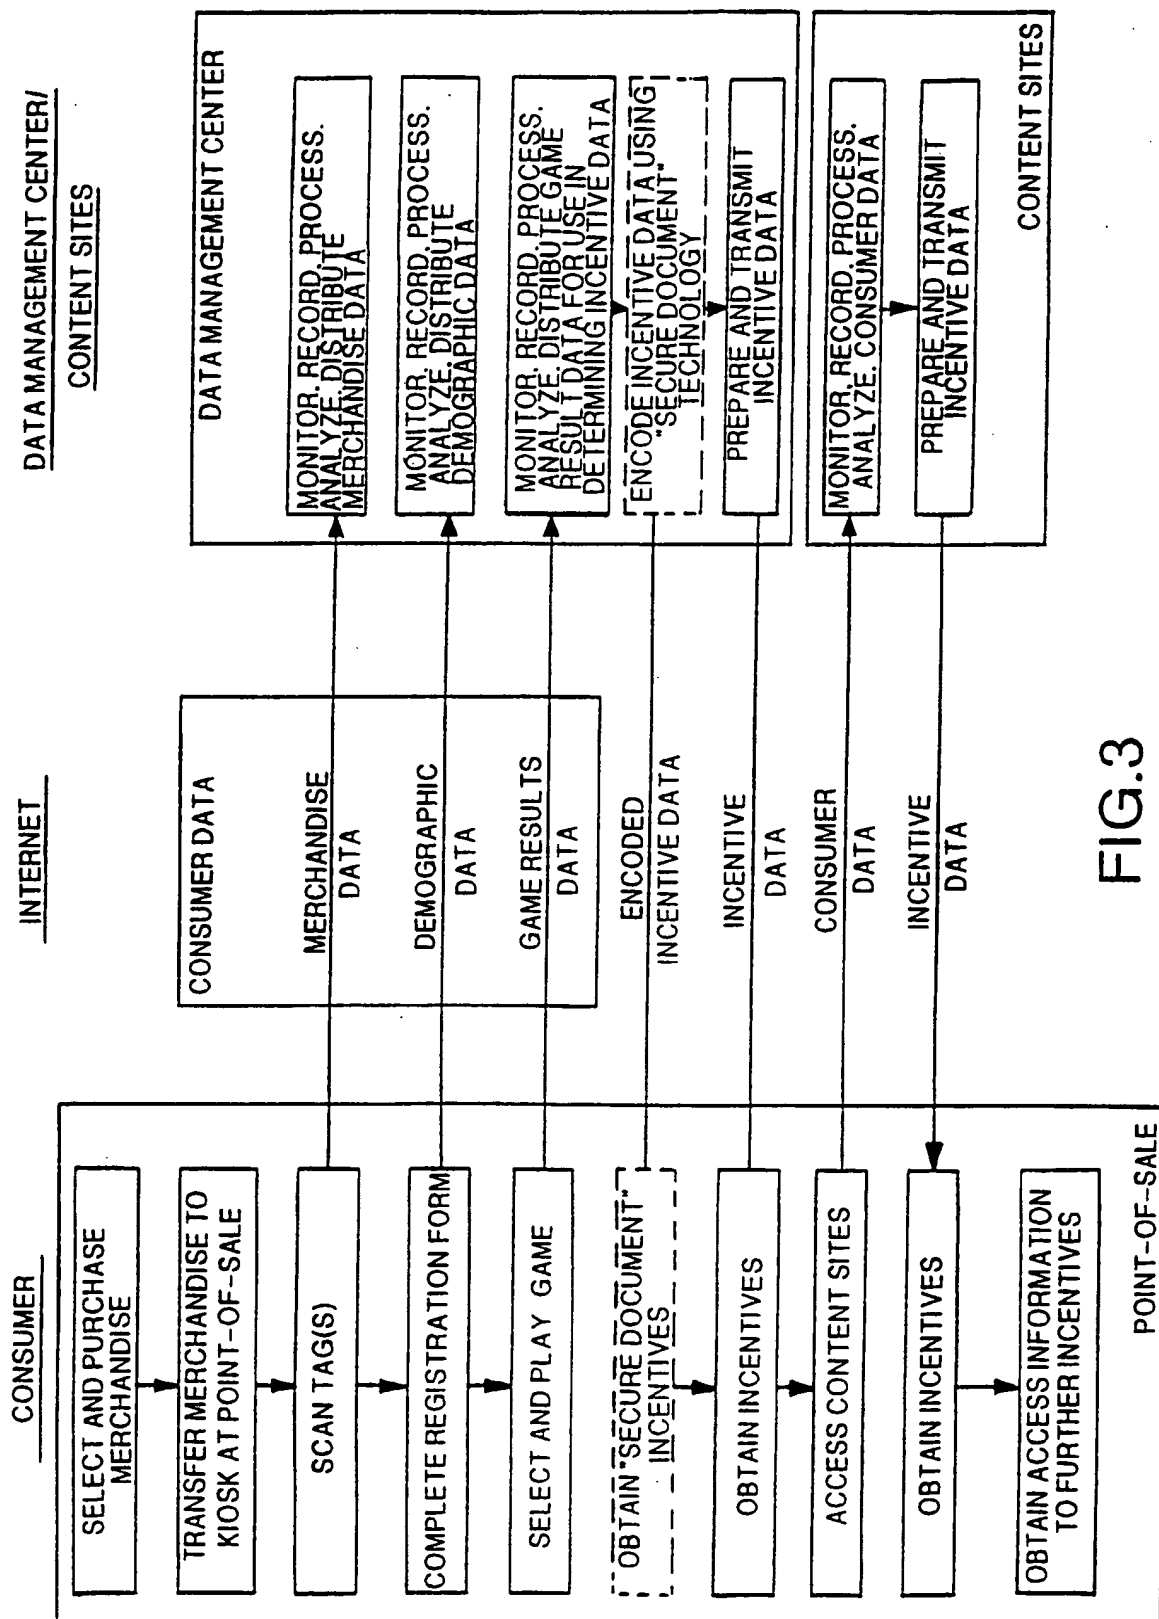 CONSUMER
SELECT AND PURCHASE
MERCHANDISE
TRANSFER MERCHANDISE TO
KIOSK AT POINT-OF-SALE
SCAN TAG(S)
COMPLETE REGISTRATION FORM
SELECT AND PLAY GAME
OBTAIN "SECURE DOCUMENT"
INCENTIVES
OBTAIN INCENTIVES
ACCESS CONTENT SITES
OBTAIN INCENTIVES
OBTAIN ACCESS INFORMATION
TO FURTHER INCENTIVES
POINT-OF-SALE
INTERNET
CONSUMER DATA
MERCHANDISE
DATA
DEMOGRAPHIC
DATA
GAME RESULTS
DATA
ENCODED
INCENTIVE DATA
INCENTIVE
DATA
CONSUMER
DATA
INCENTIVE
DATA
DATA MANAGEMENT CENTER/
CONTENT SITES
DATA MANAGEMENT CENTER
MONITOR. RECORD. PROCESS.
ANALYZE. DISTRIBUTE
MERCHANDISE DATA
MONITOR. RECORD. PROCESS.
ANALYZE. DISTRIBUTE
DEMOGRAPHIC DATA
MONITOR. RECORD. PROCESS.
ANALYZE. DISTRIBUTE GAME
RESULT DATA FOR USE IN
DETERMINING INCENTIVE DATA
ENCODE INCENTIVE DATA USING
"SECURE DOCUMENT"
TECHNOLOGY
PREPARE AND TRANSMIT
INCENTIVE DATA
MONITOR. RECORD. PROCESS.
ANALYZE. CONSUMER DATA
PREPARE AND TRANSMIT
INCENTIVE DATA
CONTENT SITES
FIG.3